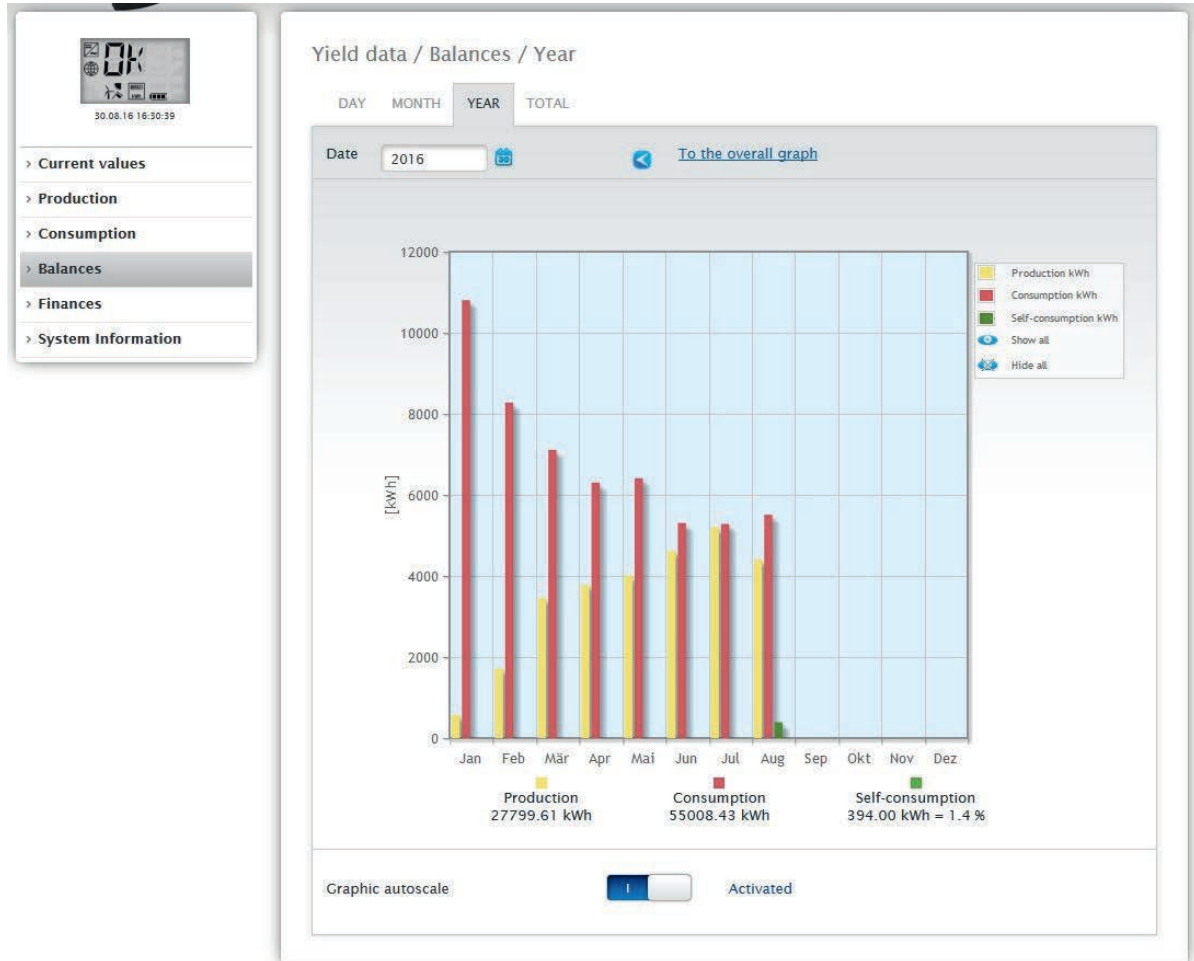 OK
30.08.16 16:30:39
› Current values
› Production
› Consumption
› Balances
› Finances
› System Information
Yield data / Balances / Year
DAY MONTH YEAR TOTAL
Date 2016 To the overall graph
12000
10000
8000
6000
4000
2000
0
[kWh]
Jan Feb Mär Apr Mai Jun Jul Aug Sep Okt Nov Dez
Production kWh
Consumption kWh
Self-consumption kWh
Show all
Hide all
Production Consumption Self-consumption
27799.61 kWh 55008.43 kWh 394.00 kWh = 1.4 %
Graphic autoscale I Activated